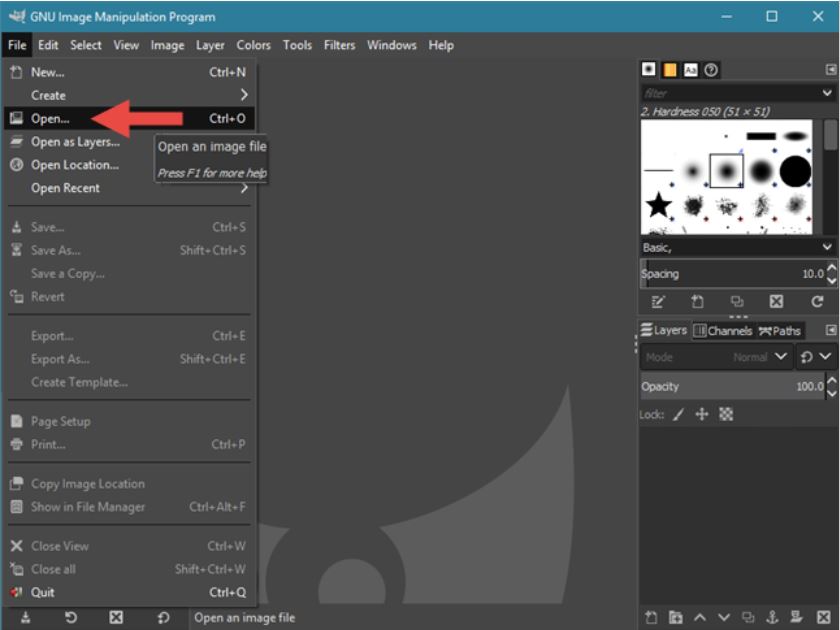 GNU Image Manipulation Program
File Edit Select View Image Layer Colors Tools Filters Windows Help
New... Ctrl+N
Create
Open... Ctrl+O
Open as Layers...
Open an image file
Open Location...
Press F1 for more help
Open Recent
Save... Ctrl+S
Save As... Shift+Ctrl+S
Save a Copy...
Revert
Export... Ctrl+E
Export As... Shift+Ctrl+E
Create Template...
Page Setup
Print... Ctrl+P
Copy Image Location
Show in File Manager Ctrl+Alt+F
Close View Ctrl+W
Close all Shift+Ctrl+W
Quit Ctrl+Q
Open an image file
Aa
filter
2. Hardness 050 (51 × 51)
Basic,
Spacing 10.0
Layers Channels Paths
Mode Normal
Opacity 100.0
Lock: